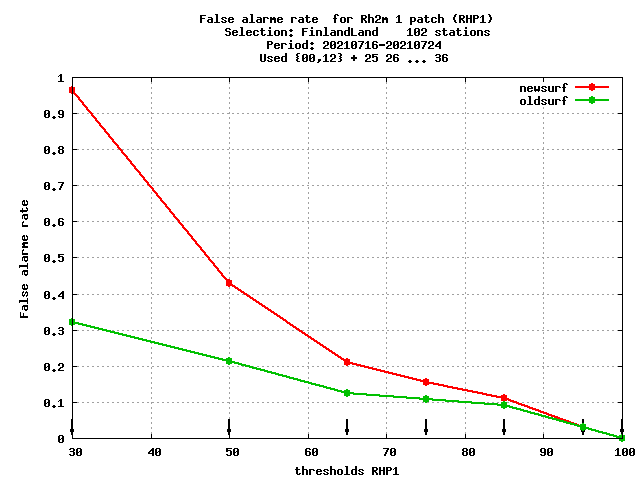 False alarme rate  for Rh2m 1 patch (RHP1)
Selection: FinlandLand    102 stations
Period: 20210716-20210724
Used {00,12} + 25 26 ... 36
newsurf
oldsurf
1
0.9
0.8
0.7
0.6
0.5
0.4
0.3
0.2
0.1
0
False alarme rate
30 40 50 60 70 80 90 100
thresholds RHP1